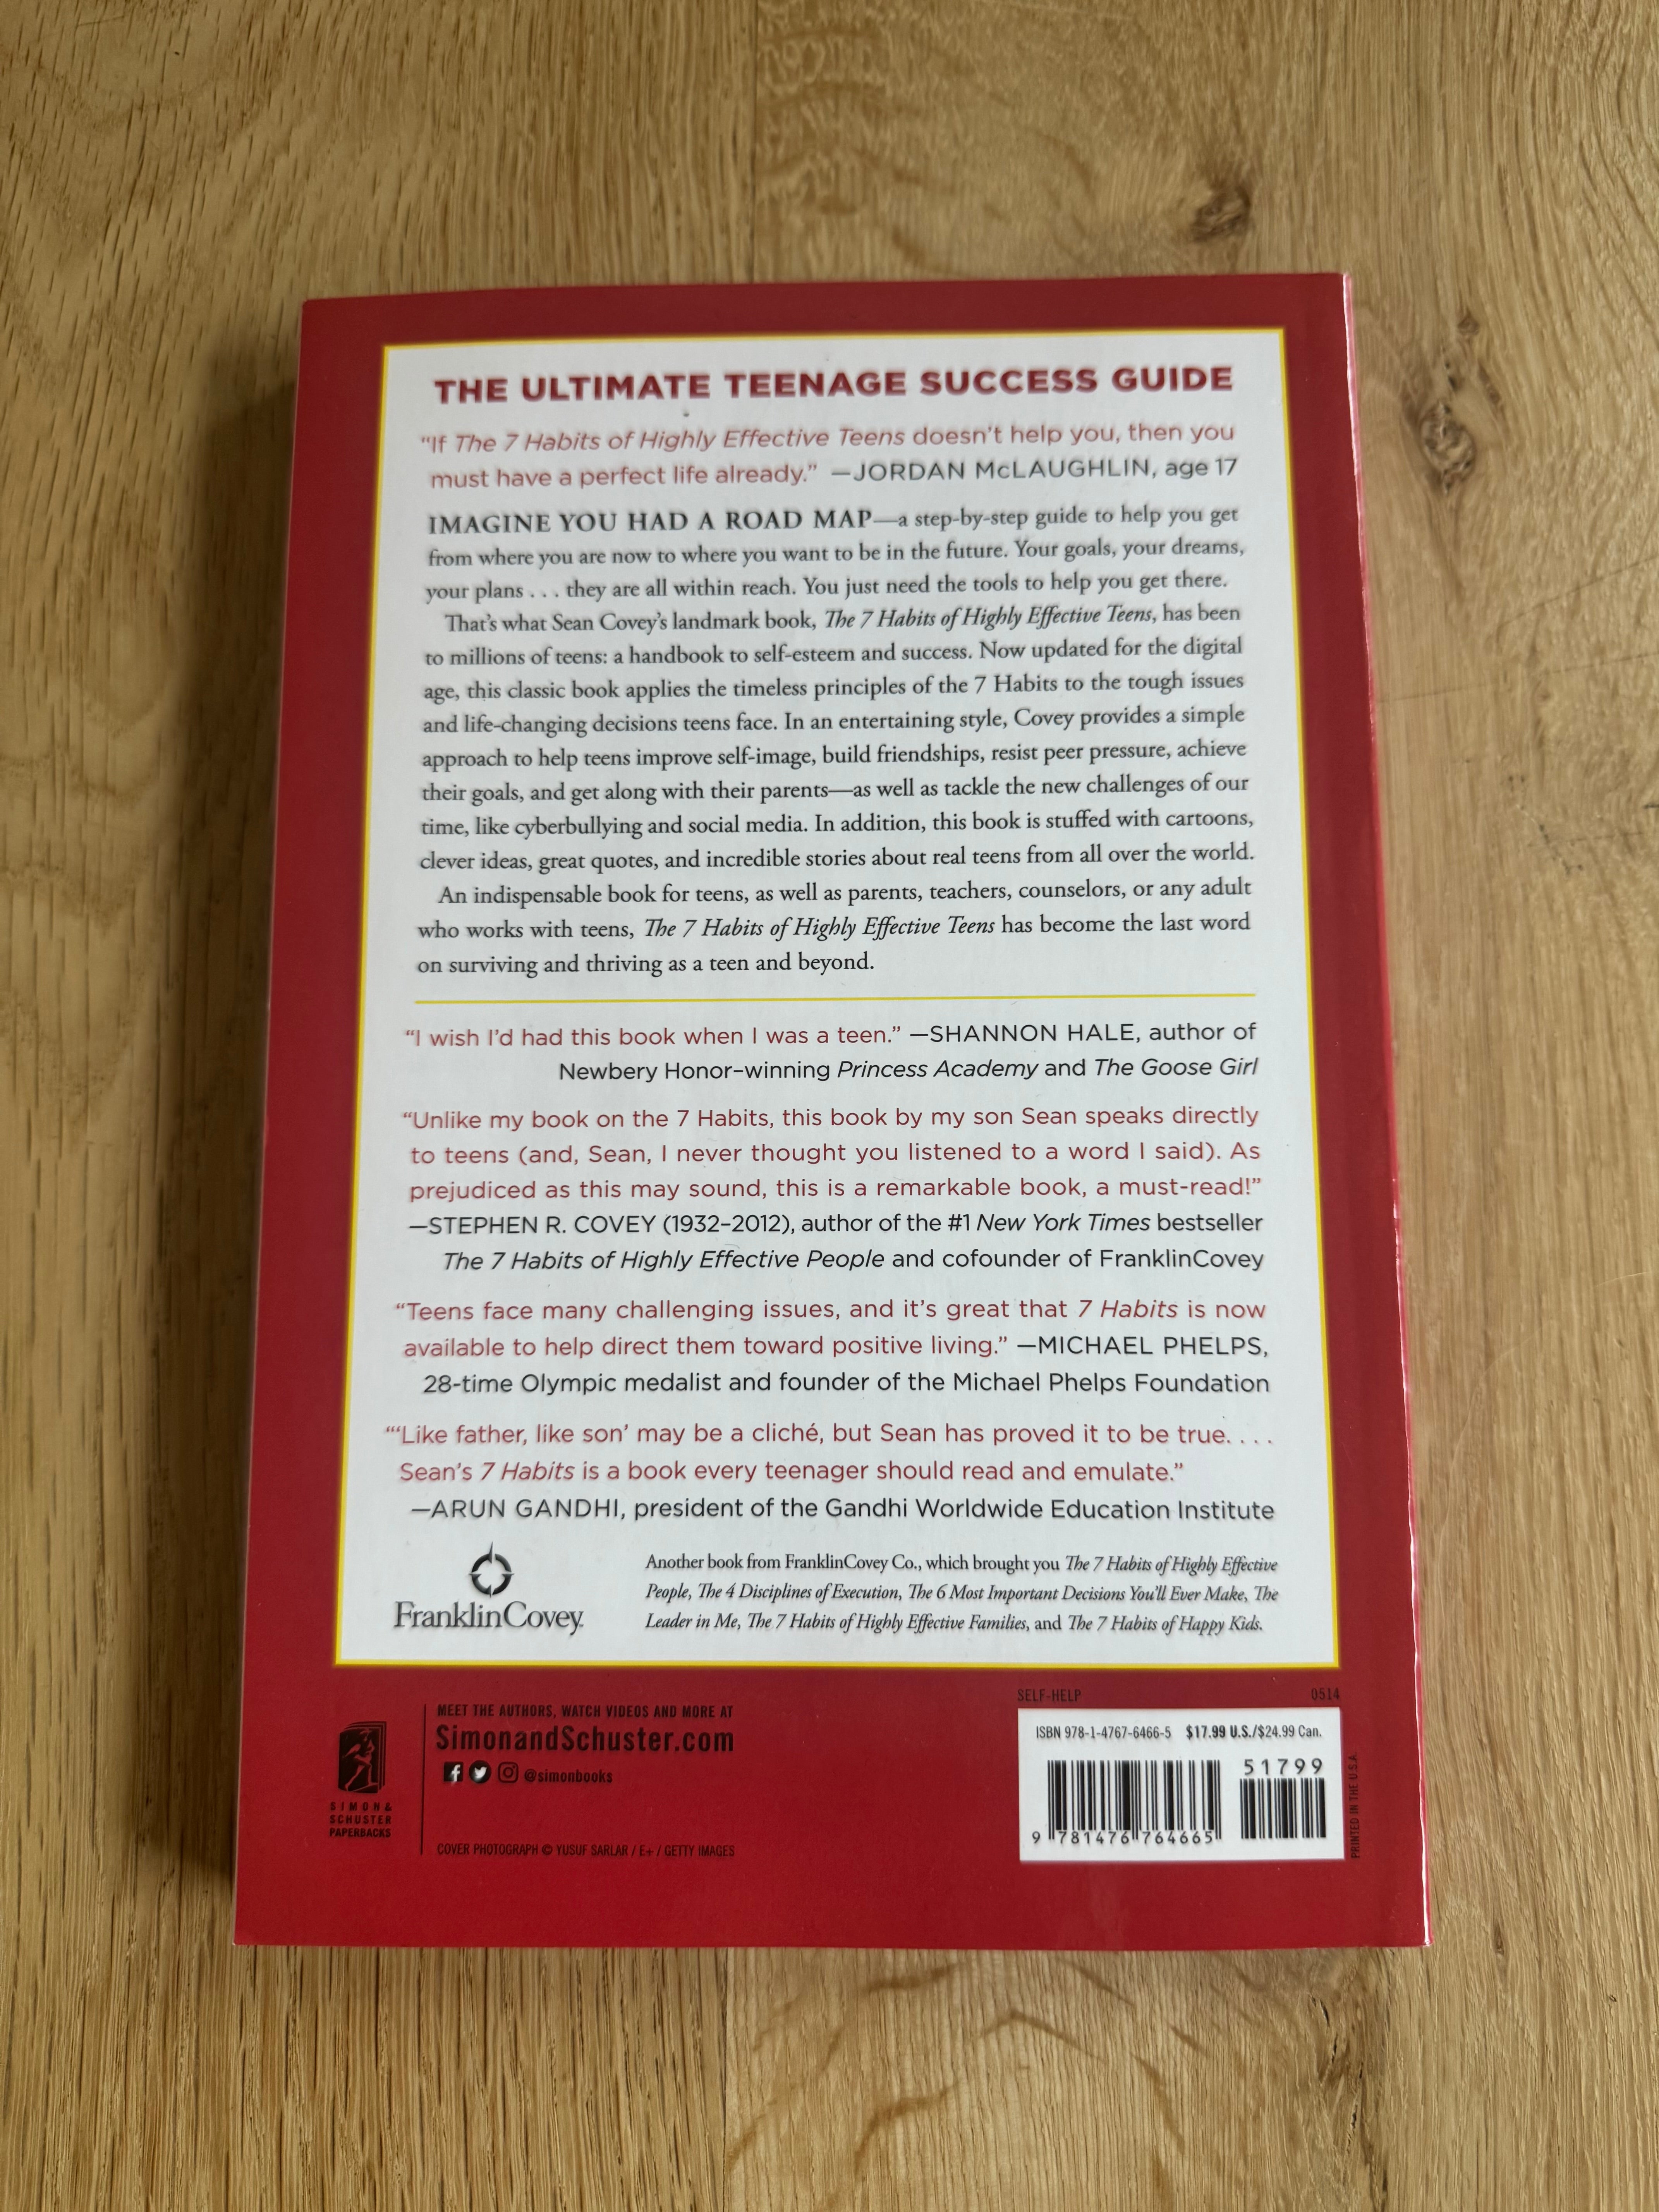 THE ULTIMATE TEENAGE SUCCESS GUIDE
“If The 7 Habits of Highly Effective Teens doesn’t help you, then you
must have a perfect life already.” —JORDAN McLAUGHLIN, age 17
IMAGINE YOU HAD A ROAD MAP—a step-by-step guide to help you get
from where you are now to where you want to be in the future. Your goals, your dreams,
your plans . . . they are all within reach. You just need the tools to help you get there.
That’s what Sean Covey’s landmark book, The 7 Habits of Highly Effective Teens, has been
to millions of teens: a handbook to self-esteem and success. Now updated for the digital
age, this classic book applies the timeless principles of the 7 Habits to the tough issues
and life-changing decisions teens face. In an entertaining style, Covey provides a simple
approach to help teens improve self-image, build friendships, resist peer pressure, achieve
their goals, and get along with their parents—as well as tackle the new challenges of our
time, like cyberbullying and social media. In addition, this book is stuffed with cartoons,
clever ideas, great quotes, and incredible stories about real teens from all over the world.
An indispensable book for teens, as well as parents, teachers, counselors, or any adult
who works with teens, The 7 Habits of Highly Effective Teens has become the last word
on surviving and thriving as a teen and beyond.
“I wish I’d had this book when I was a teen.” —SHANNON HALE, author of
Newbery Honor–winning Princess Academy and The Goose Girl
“Unlike my book on the 7 Habits, this book by my son Sean speaks directly
to teens (and, Sean, I never thought you listened to a word I said). As
prejudiced as this may sound, this is a remarkable book, a must-read!”
—STEPHEN R. COVEY (1932–2012), author of the #1 New York Times bestseller
The 7 Habits of Highly Effective People and cofounder of FranklinCovey
“Teens face many challenging issues, and it’s great that 7 Habits is now
available to help direct them toward positive living.” —MICHAEL PHELPS,
28-time Olympic medalist and founder of the Michael Phelps Foundation
“‘Like father, like son’ may be a cliché, but Sean has proved it to be true. . . .
Sean’s 7 Habits is a book every teenager should read and emulate.”
—ARUN GANDHI, president of the Gandhi Worldwide Education Institute
FranklinCovey
Another book from FranklinCovey Co., which brought you The 7 Habits of Highly Effective
People, The 4 Disciplines of Execution, The 6 Most Important Decisions You’ll Ever Make, The
Leader in Me, The 7 Habits of Highly Effective Families, and The 7 Habits of Happy Kids.
SIMON &
SCHUSTER
PAPERBACKS
MEET THE AUTHORS, WATCH VIDEOS AND MORE AT
SimonandSchuster.com
@simonbooks
COVER PHOTOGRAPH © YUSUF SARLAR / E+ / GETTY IMAGES
SELF-HELP 0514
ISBN 978-1-4767-6466-5 $17.99 U.S./$24.99 Can.
51799
9 781476 764665
PRINTED IN THE U.S.A.